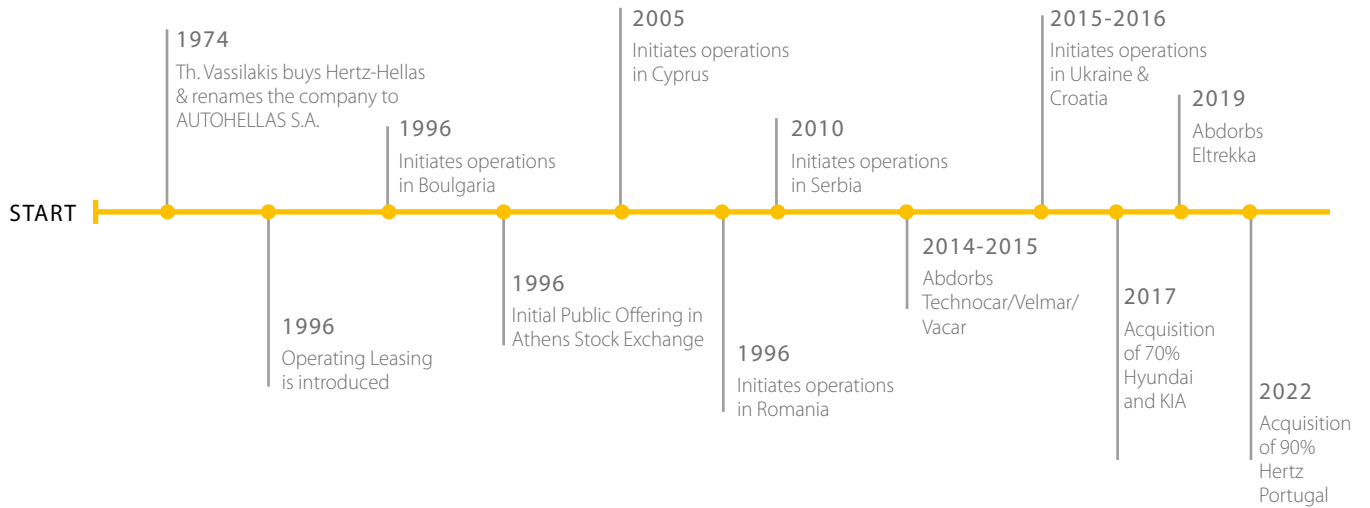 START
1974
Th. Vassilakis buys Hertz-Hellas
& renames the company to
AUTOHELLAS S.A.
1996
Operating Leasing
is introduced
1996
Initiates operations
in Boulgaria
1996
Initial Public Offering in
Athens Stock Exchange
2005
Initiates operations
in Cyprus
1996
Initiates operations
in Romania
2010
Initiates operations
in Serbia
2014-2015
Abdorbs
Technocar/Velmar/
Vacar
2015-2016
Initiates operations
in Ukraine &
Croatia
2017
Acquisition
of 70%
Hyundai
and KIA
2019
Abdorbs
Eltrekka
2022
Acquisition
of 90%
Hertz
Portugal